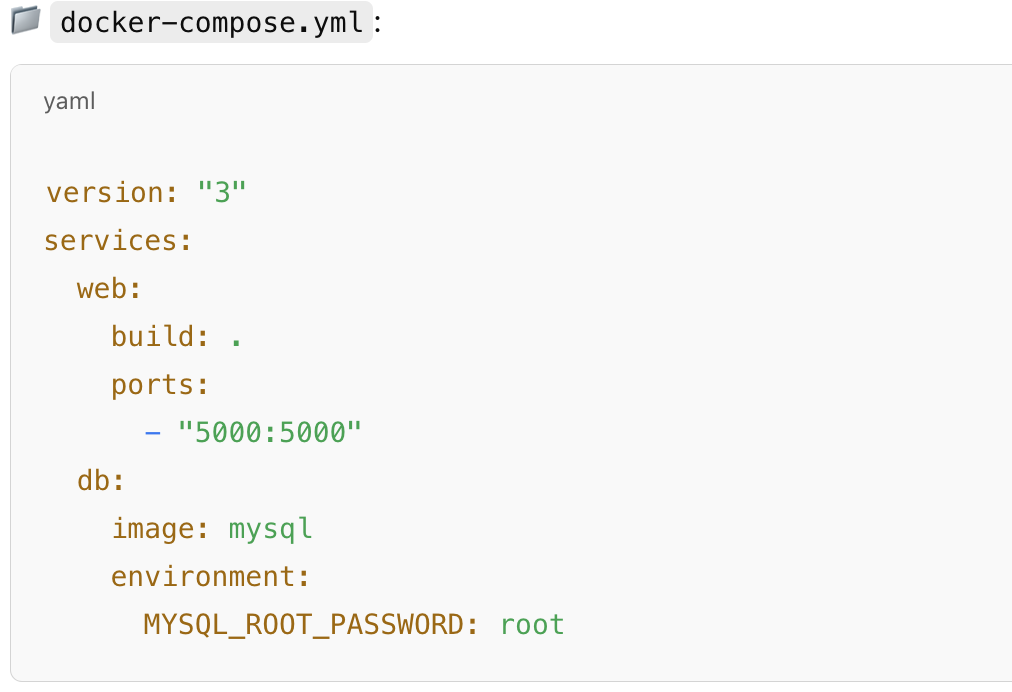 docker-compose.yml:
yaml
version: "3"
services:
  web:
    build: .
    ports:
      - "5000:5000"
  db:
    image: mysql
    environment:
      MYSQL_ROOT_PASSWORD: root